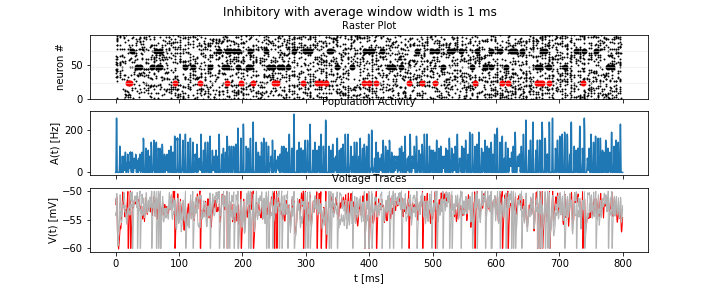 Inhibitory with average window width is 1 ms
Raster Plot
neuron #
50
0
Population Activity
A(t) [Hz]
200
0
Voltage Traces
V(t) [mV]
−50
−55
−60
0 100 200 300 400 500 600 700 800
t [ms]